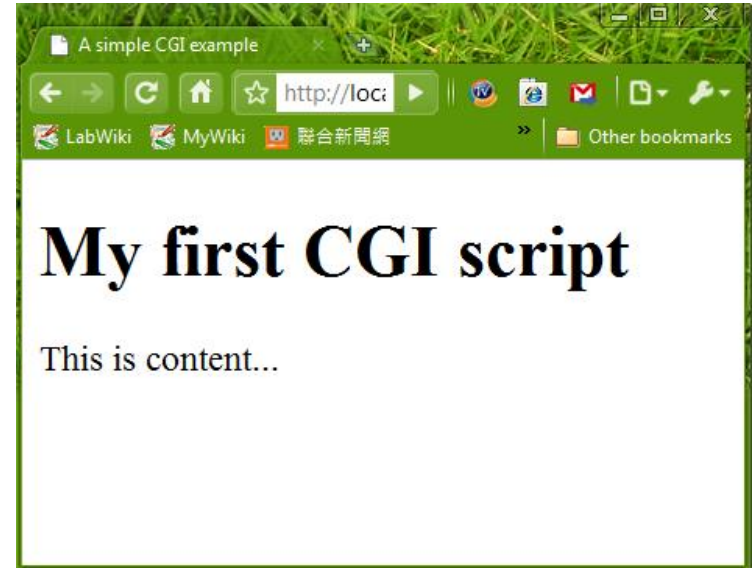 A simple CGI example
http://loca
LabWiki MyWiki 聯合新聞網 » Other bookmarks
My first CGI script
This is content...